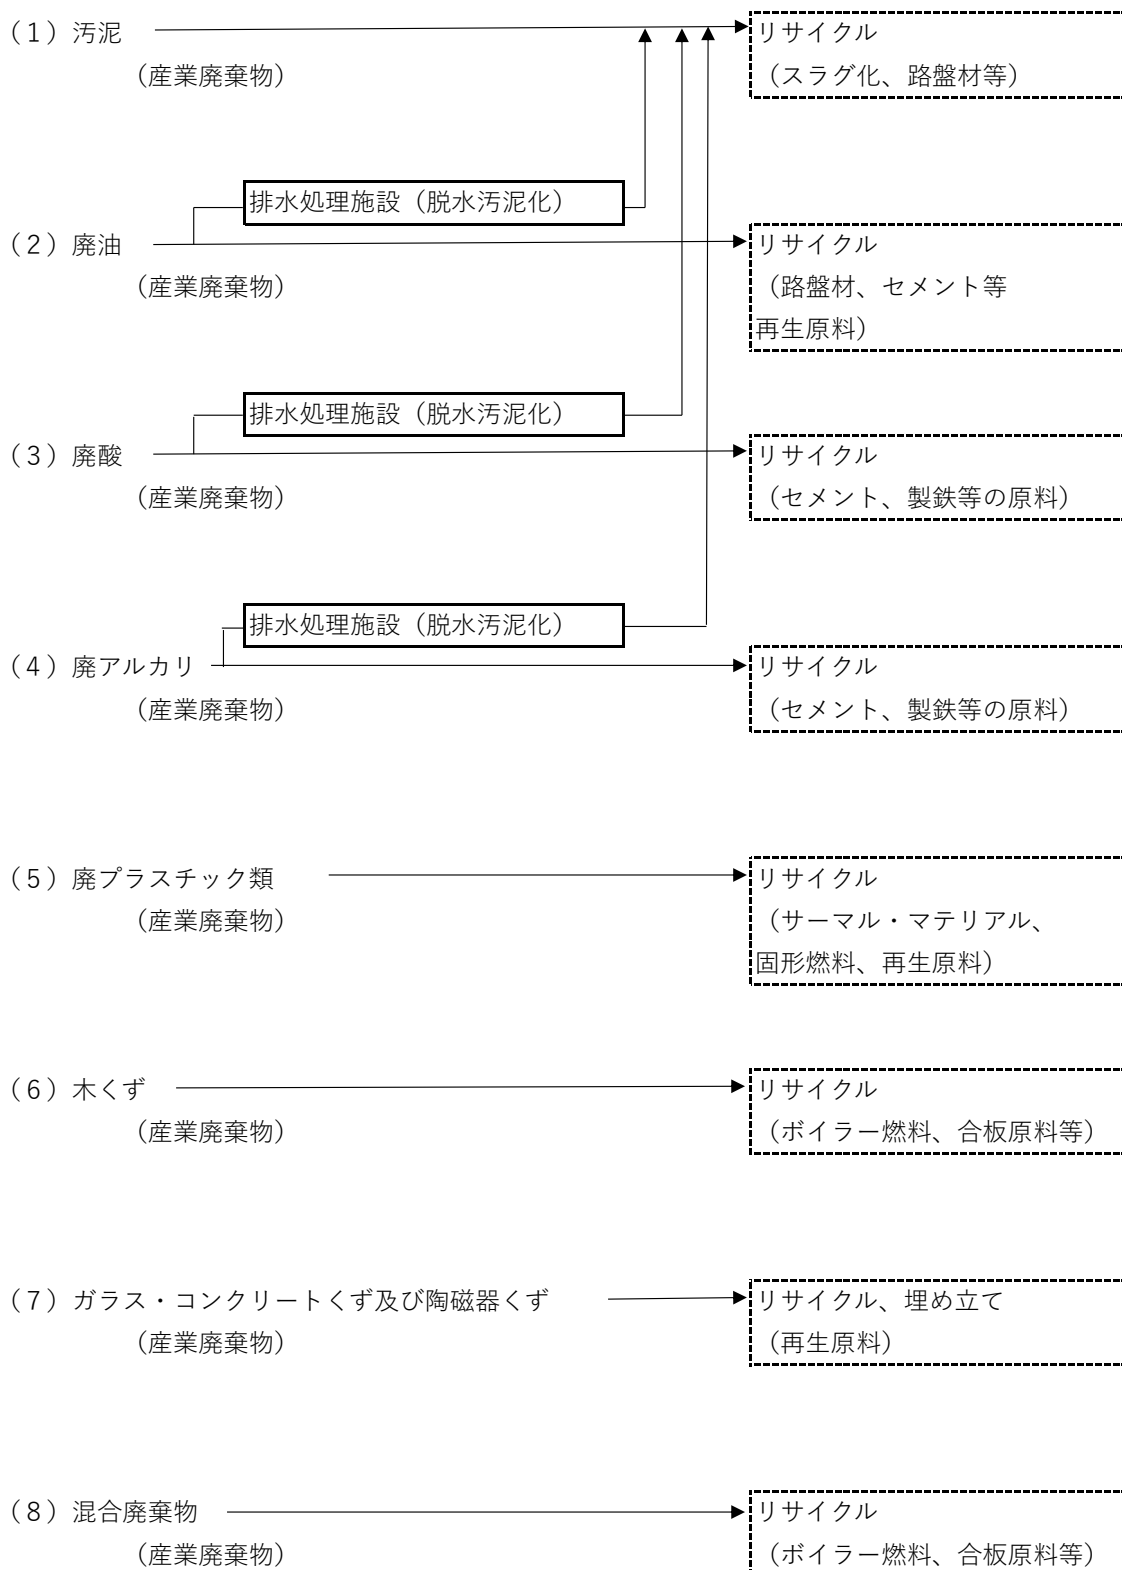 （１）汚泥
リサイクル
（産業廃棄物）
（スラグ化、路盤材等）
排水処理施設（脱水汚泥化）
（２）廃油
リサイクル
（産業廃棄物）
（路盤材、セメント等
再生原料）
排水処理施設（脱水汚泥化）
（３）廃酸
リサイクル
（産業廃棄物）
（セメント、製鉄等の原料）
排水処理施設（脱水汚泥化）
（４）廃アルカリ
リサイクル
（産業廃棄物）
（セメント、製鉄等の原料）
（５）廃プラスチック類
リサイクル
（産業廃棄物）
（サーマル・マテリアル、
固形燃料、再生原料）
（６）木くず
リサイクル
（産業廃棄物）
（ボイラー燃料、合板原料等）
（７）ガラス・コンクリートくず及び陶磁器くず
リサイクル、埋め立て
（産業廃棄物）
（再生原料）
（８）混合廃棄物
リサイクル
（産業廃棄物）
（ボイラー燃料、合板原料等）